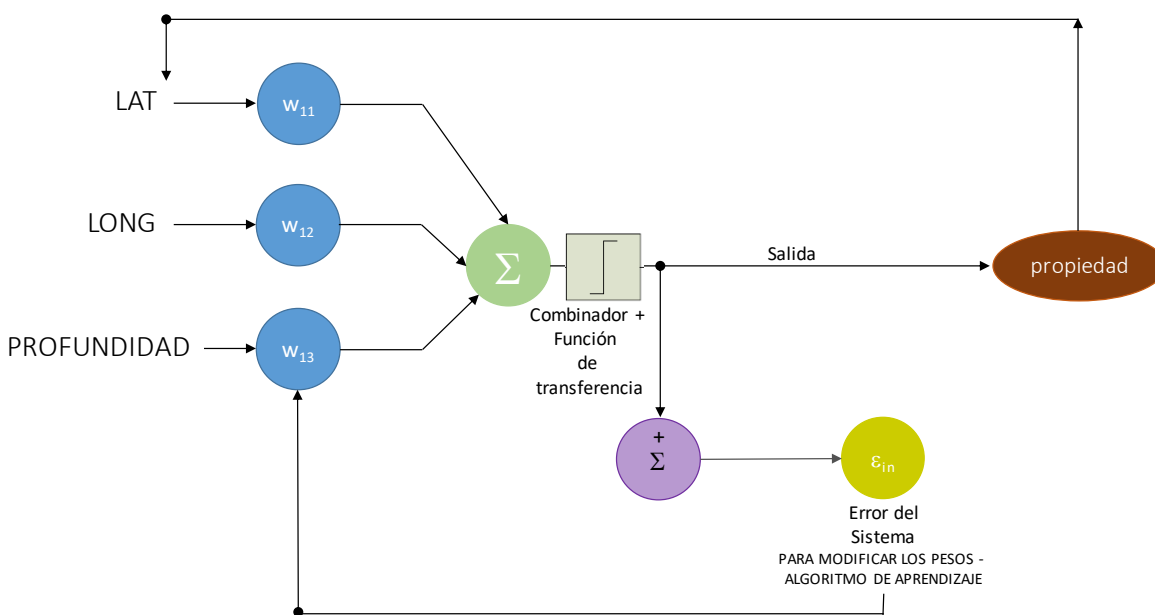 LAT
w11
LONG
w12
Σ
Salida
propiedad
Combinador +
Función
de
transferencia
PROFUNDIDAD
w13
+
Σ
εin
Error del
Sistema
PARA MODIFICAR LOS PESOS -
ALGORITMO DE APRENDIZAJE